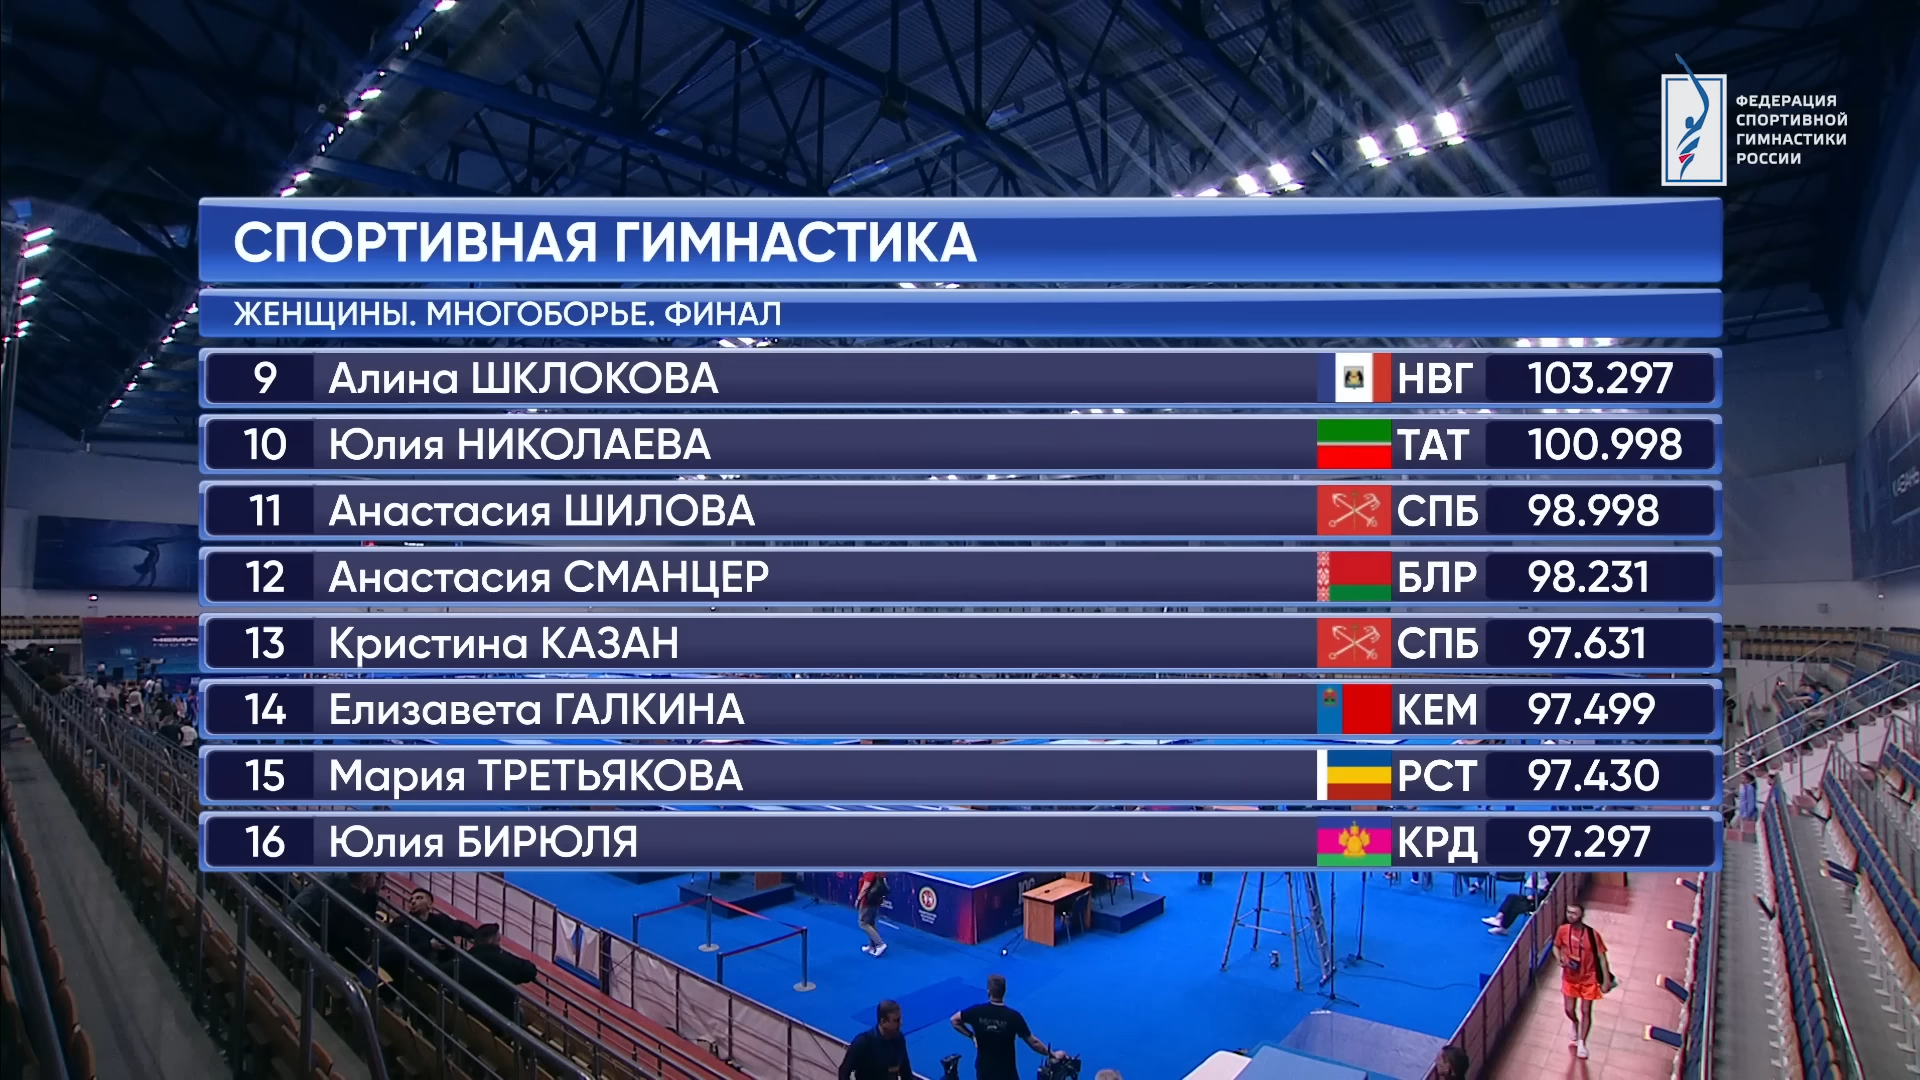 ФЕДЕРАЦИЯ
СПОРТИВНОЙ
ГИМНАСТИКИ
РОССИИ
СПОРТИВНАЯ ГИМНАСТИКА
ЖЕНЩИНЫ. МНОГОБОРЬЕ. ФИНАЛ
9 Алина ШКЛОКОВА НВГ 103.297
10 Юлия НИКОЛАЕВА ТАТ 100.998
11 Анастасия ШИЛОВА СПБ 98.998
12 Анастасия СМАНЦЕР БЛР 98.231
13 Кристина КАЗАН СПБ 97.631
14 Елизавета ГАЛКИНА КЕМ 97.499
15 Мария ТРЕТЬЯКОВА РСТ 97.430
16 Юлия БИРЮЛЯ КРД 97.297